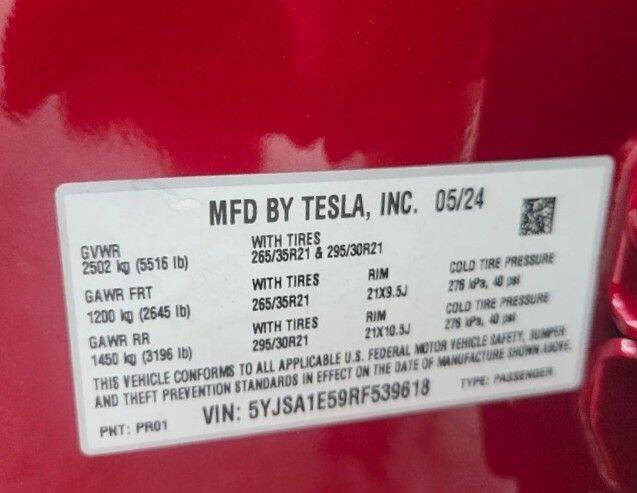 MFD BY TESLA, INC. 05/24
GVWR WITH TIRES
2502 kg (5516 lb) 265/35R21 & 295/30R21
GAWR FRT WITH TIRES RIM COLD TIRE PRESSURE
1200 kg (2645 lb) 265/35R21 21X9.5J 276 kPa, 40 psi
GAWR RR WITH TIRES RIM COLD TIRE PRESSURE
1450 kg (3196 lb) 295/30R21 21X10.5J 276 kPa, 40 psi
THIS VEHICLE CONFORMS TO ALL APPLICABLE U.S. FEDERAL MOTOR VEHICLE SAFETY, BUMPER
AND THEFT PREVENTION STANDARDS IN EFFECT ON THE DATE OF MANUFACTURE SHOWN ABOVE.
PNT: PR01 VIN: 5YJSA1E59RF539618 TYPE: PASSENGER